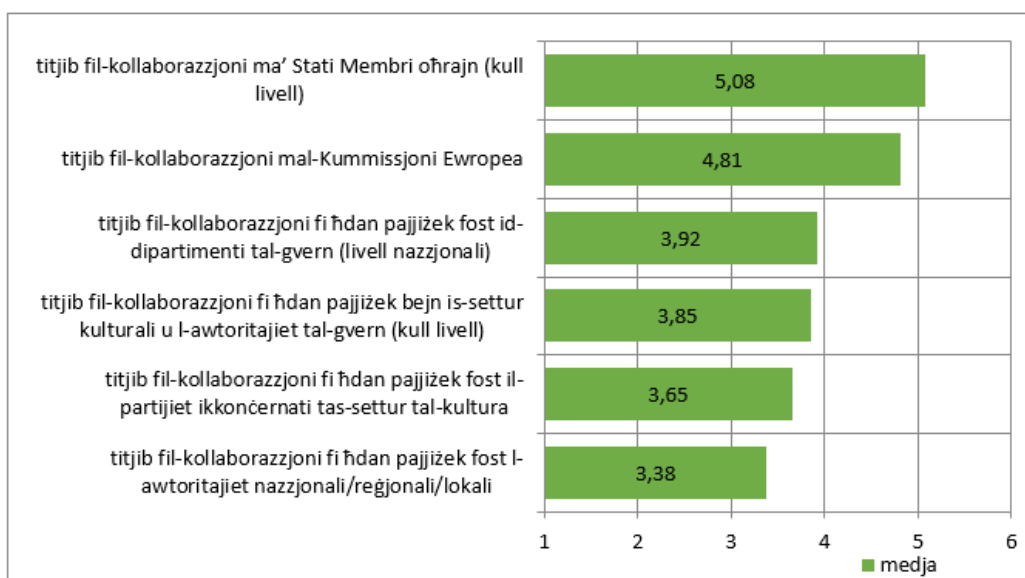 titjib fil-kollaborazzjoni ma’ Stati Membri oħrajn (kull
livell)
5,08
titjib fil-kollaborazzjoni mal-Kummissjoni Ewropea
4,81
titjib fil-kollaborazzjoni fi ħdan pajjiżek fost id-
dipartimenti tal-gvern (livell nazzjonali)
3,92
titjib fil-kollaborazzjoni fi ħdan pajjiżek bejn is-settur
kulturali u l-awtoritajiet tal-gvern (kull livell)
3,85
titjib fil-kollaborazzjoni fi ħdan pajjiżek fost il-
partijiet ikkonċernati tas-settur tal-kultura
3,65
titjib fil-kollaborazzjoni fi ħdan pajjiżek fost l-
awtoritajiet nazzjonali/reġjonali/lokali
3,38
1 2 3 4 5 6
medja